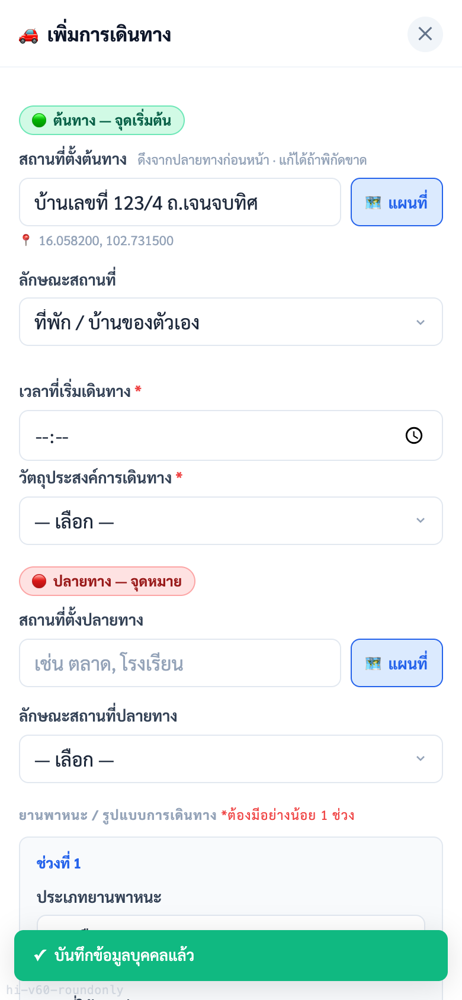 เพิ่มการเดินทาง
ต้นทาง — จุดเริ่มต้น
สถานที่ตั้งต้นทาง ดึงจากปลายทางก่อนหน้า · แก้ได้ถ้าพิกัดขาด
บ้านเลขที่ 123/4 ถ.เจนจบทิศ แผนที่
16.058200, 102.731500
ลักษณะสถานที่
ที่พัก / บ้านของตัวเอง
เวลาที่เริ่มเดินทาง *
--:--
วัตถุประสงค์การเดินทาง *
— เลือก —
ปลายทาง — จุดหมาย
สถานที่ตั้งปลายทาง
เช่น ตลาด, โรงเรียน แผนที่
ลักษณะสถานที่ปลายทาง
— เลือก —
ยานพาหนะ / รูปแบบการเดินทาง *ต้องมีอย่างน้อย 1 ช่วง
ช่วงที่ 1
ประเภทยานพาหนะ
✓ บันทึกข้อมูลบุคคลแล้ว
hi-v60-roundonly